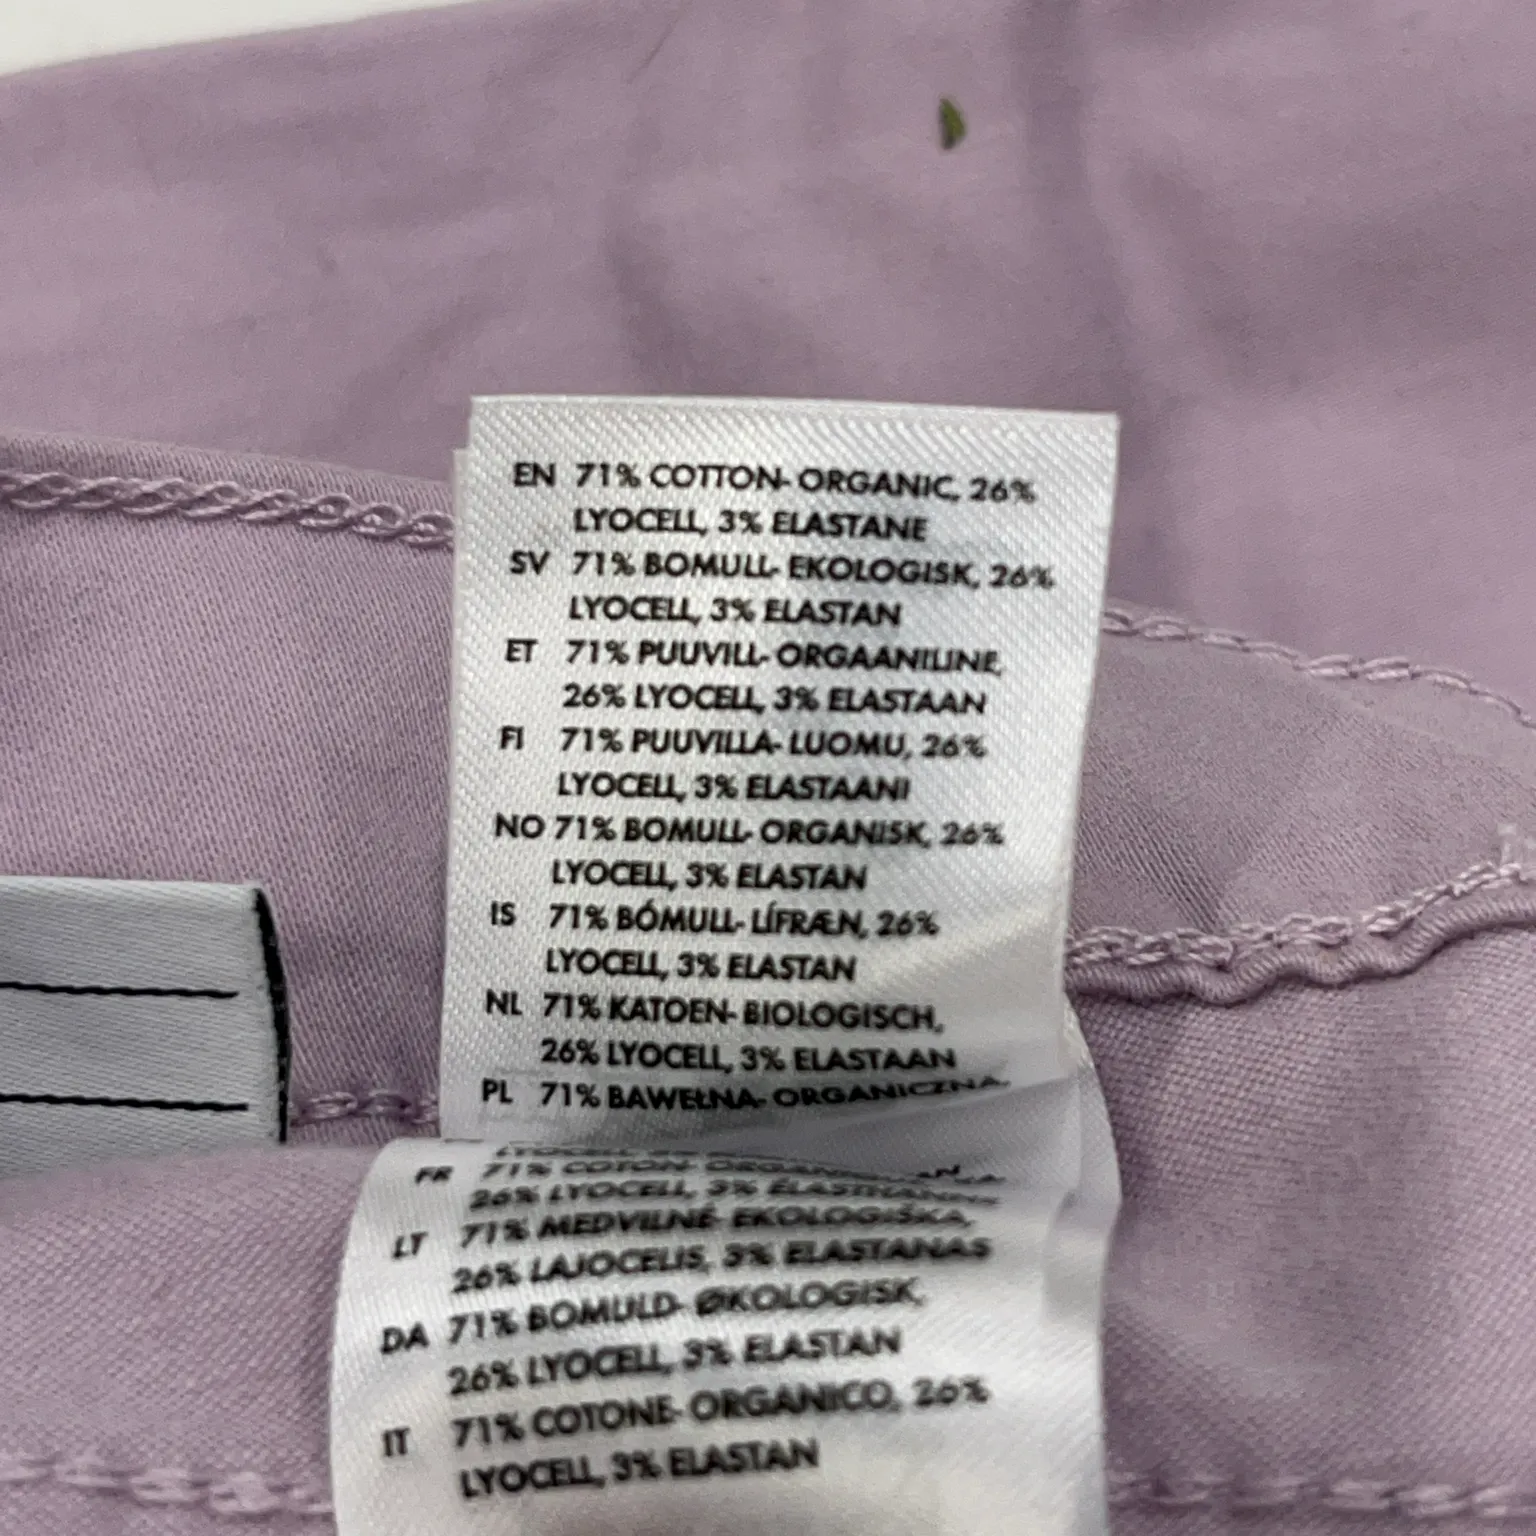 EN 71% COTTON- ORGANIC, 26%
LYOCELL, 3% ELASTANE
SV 71% BOMULL- EKOLOGISK, 26%
LYOCELL, 3% ELASTAN
ET 71% PUUVILL- ORGAANILINE,
26% LYOCELL, 3% ELASTAAN
FI 71% PUUVILLA- LUOMU, 26%
LYOCELL, 3% ELASTAANI
NO 71% BOMULL- ORGANISK, 26%
LYOCELL, 3% ELASTAN
IS 71% BÓMULL- LÍFRÆN, 26%
LYOCELL, 3% ELASTAN
NL 71% KATOEN- BIOLOGISCH,
26% LYOCELL, 3% ELASTAAN
PL 71% BAWEŁNA- ORGANICZNA,
LYOCELL,
FR 71% COTON-
26% LYOCELL, 3%
LT 71% MEDVILNĖ- EKOLOGIŠKA,
26% LAJOCELIS, 3% ELASTANAS
DA 71% BOMULD- ØKOLOGISK,
26% LYOCELL, 3% ELASTAN
IT 71% COTONE- ORGANICO, 26%
LYOCELL, 3% ELASTAN